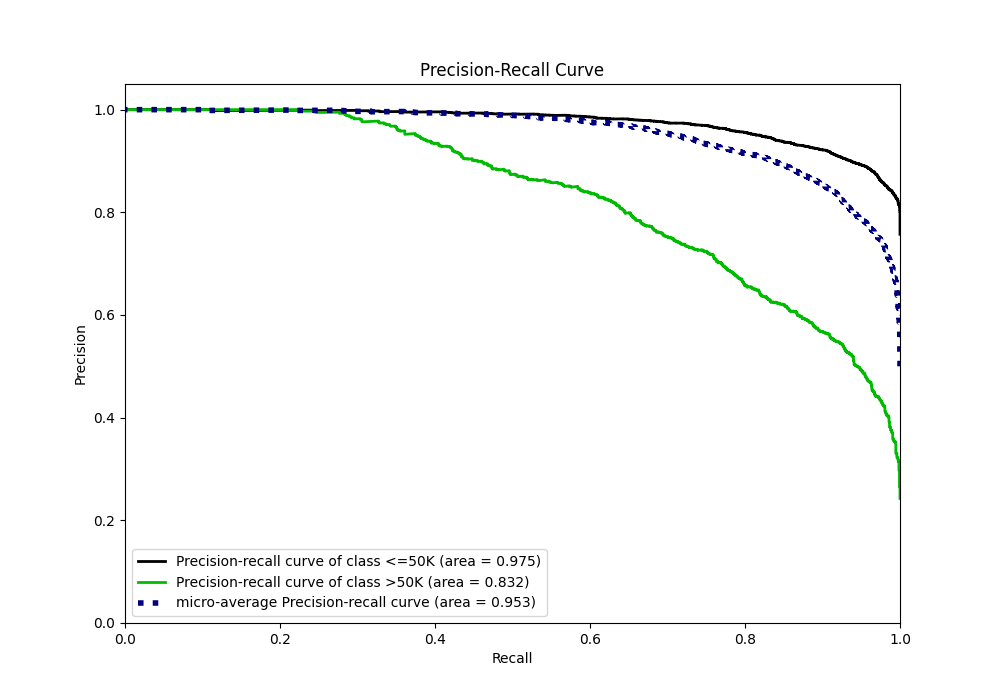 Precision-Recall Curve
1.0
0.8
0.6
0.4
0.2
0.0
Precision
Precision-recall curve of class <=50K (area = 0.975)
Precision-recall curve of class >50K (area = 0.832)
micro-average Precision-recall curve (area = 0.953)
0.0 0.2 0.4 0.6 0.8 1.0
Recall